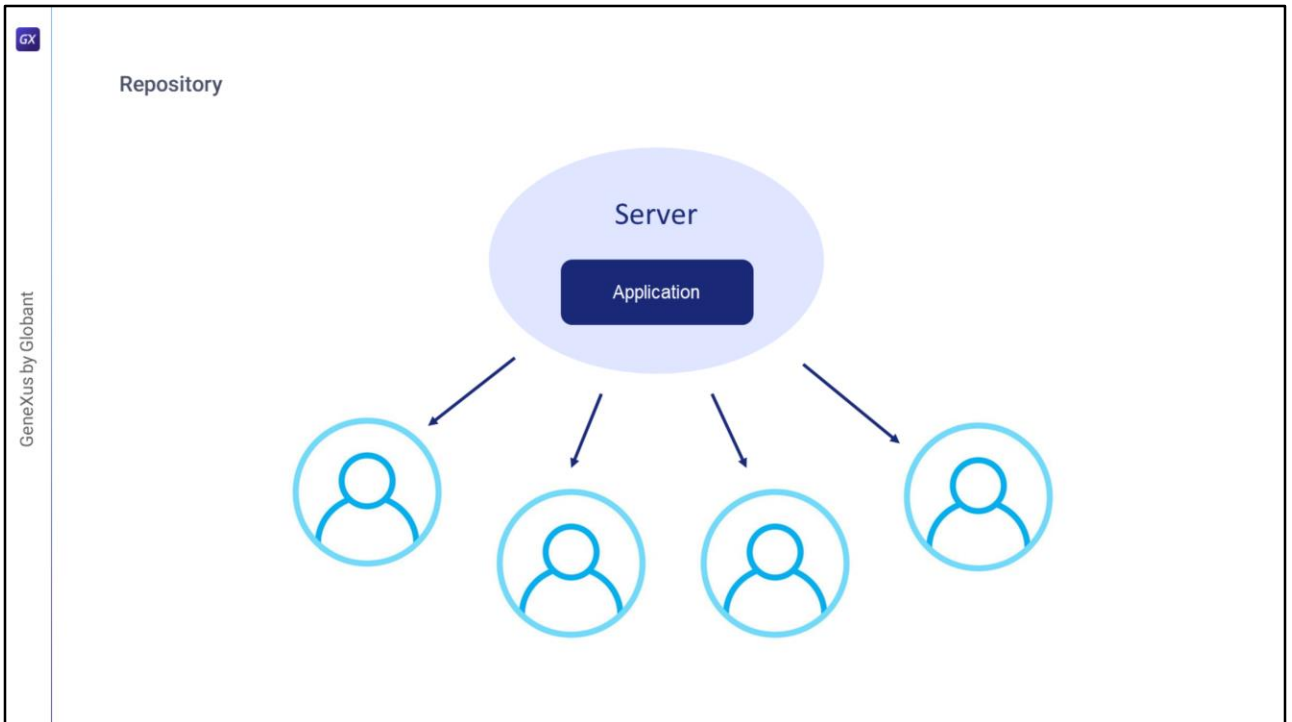 GX
Repository
Server
Application
GeneXus by Globant